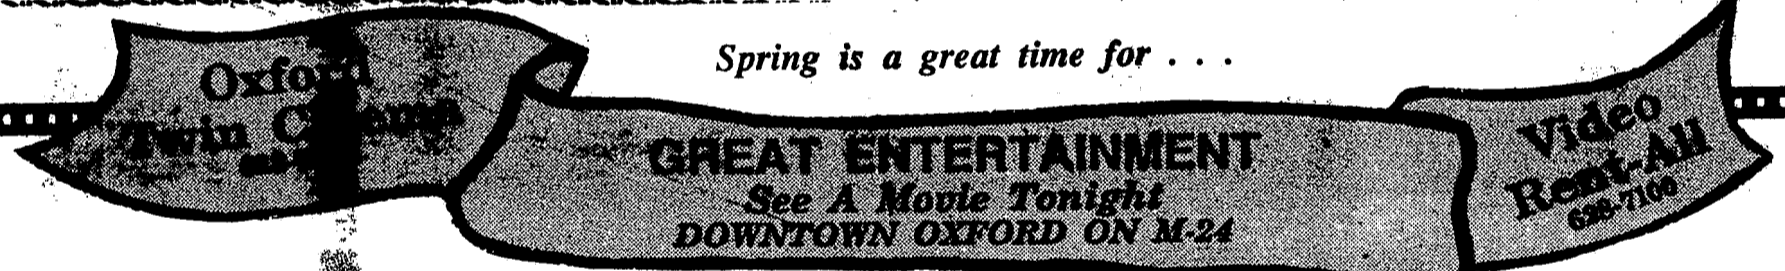 Spring is a great time for . . .
Oxford
Twin Cinema
GREAT ENTERTAINMENT
See A Movie Tonight
DOWNTOWN OXFORD ON M-24
Video
Rent-All
628-7100